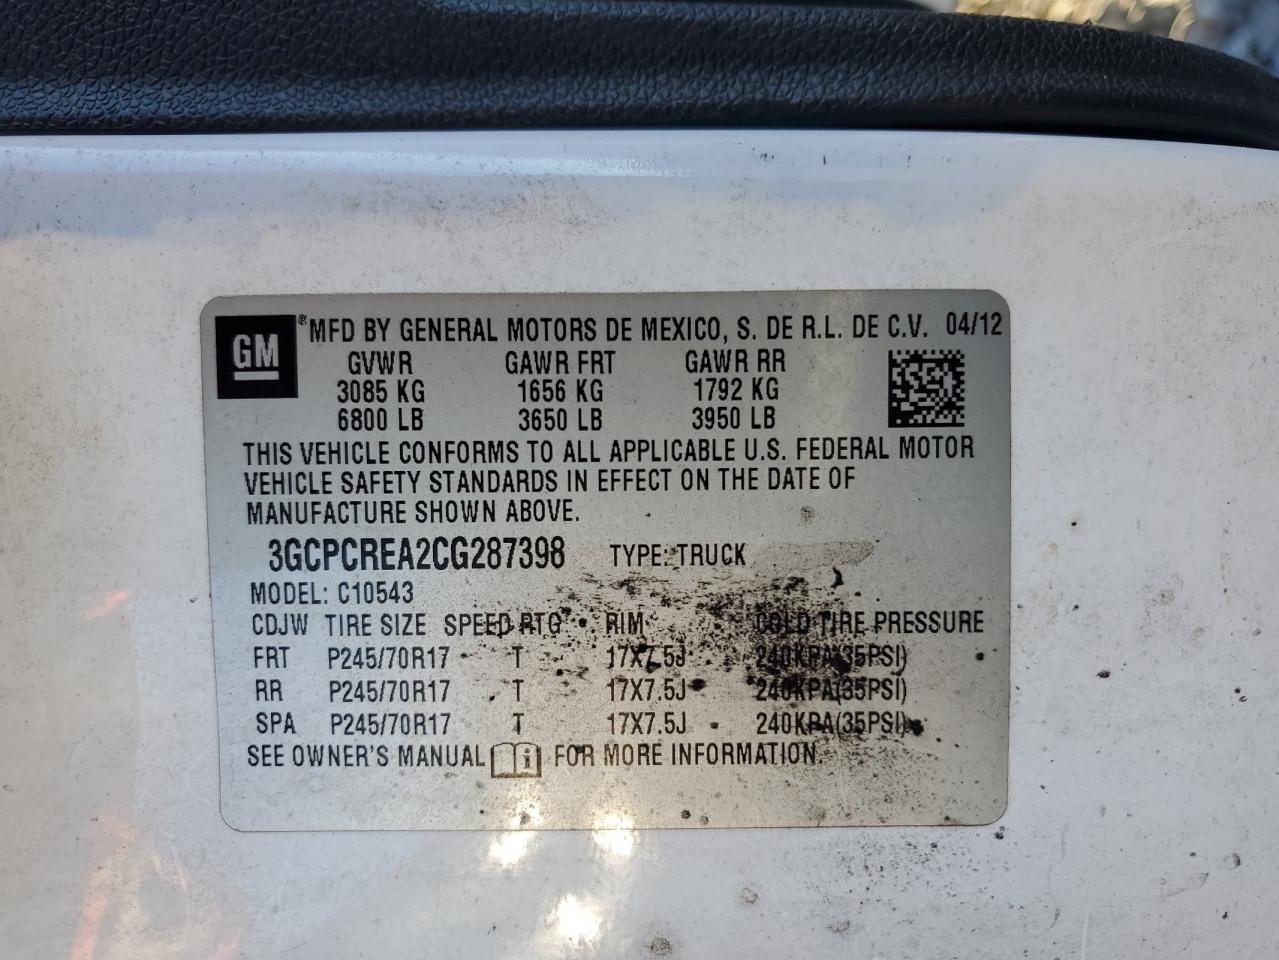 GM
® MFD BY GENERAL MOTORS DE MEXICO, S. DE R.L. DE C.V. 04/12
GVWR GAWR FRT GAWR RR
3085 KG 1656 KG 1792 KG
6800 LB 3650 LB 3950 LB
THIS VEHICLE CONFORMS TO ALL APPLICABLE U.S. FEDERAL MOTOR
VEHICLE SAFETY STANDARDS IN EFFECT ON THE DATE OF
MANUFACTURE SHOWN ABOVE.
3GCPCREA2CG287398 TYPE: TRUCK
MODEL: C10543
CDJW TIRE SIZE SPEED RTG RIM COLD TIRE PRESSURE
FRT P245/70R17 T 17X7.5J 240KPA(35PSI)
RR P245/70R17 T 17X7.5J 240KPA(35PSI)
SPA P245/70R17 T 17X7.5J 240KPA(35PSI)
SEE OWNER'S MANUAL i FOR MORE INFORMATION.